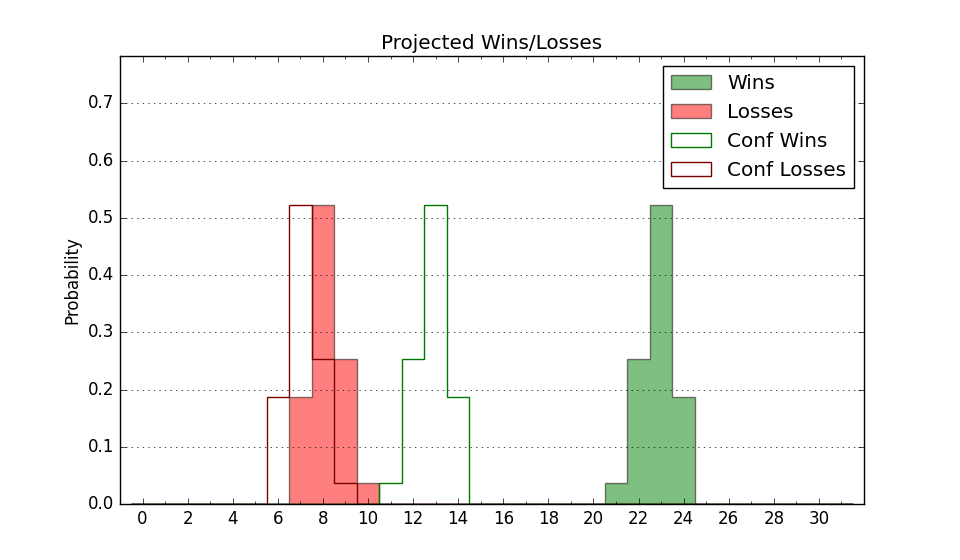 Projected Wins/Losses
Wins
Losses
Conf Wins
Conf Losses
Probability
0.7
0.6
0.5
0.4
0.3
0.2
0.1
0.0
0 2 4 6 8 10 12 14 16 18 20 22 24 26 28 30